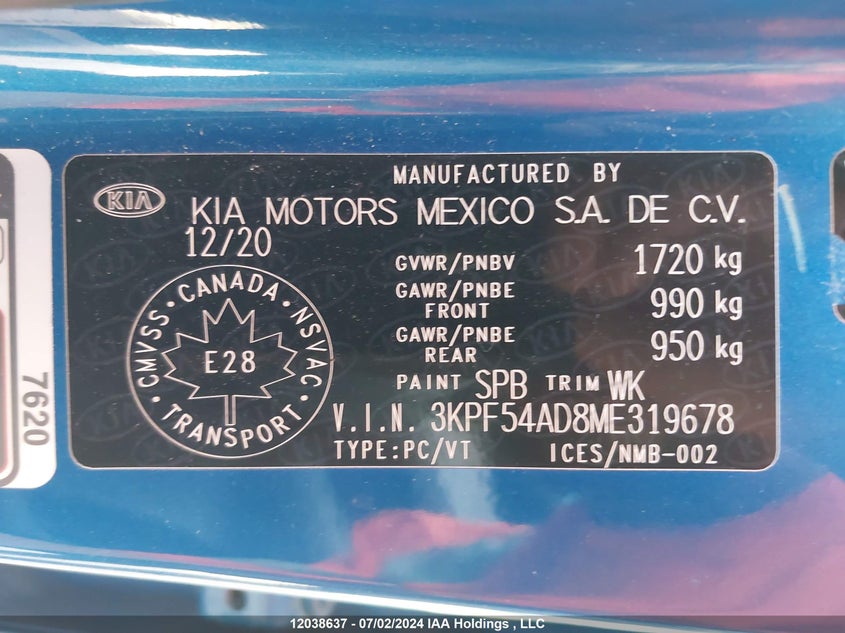 MANUFACTURED BY
KIA
KIA MOTORS MEXICO S.A. DE C.V.
12/20
GVWR/PNBV 1720 kg
GAWR/PNBE FRONT 990 kg
GAWR/PNBE REAR 950 kg
CMVSS • CANADA • NSVAC • TRANSPORT •
E28
PAINT SPB TRIM WK
V.I.N. 3KPF54AD8ME319678
TYPE:PC/VT ICES/NMB-002
7620
12038637 - 07/02/2024 IAA Holdings , LLC